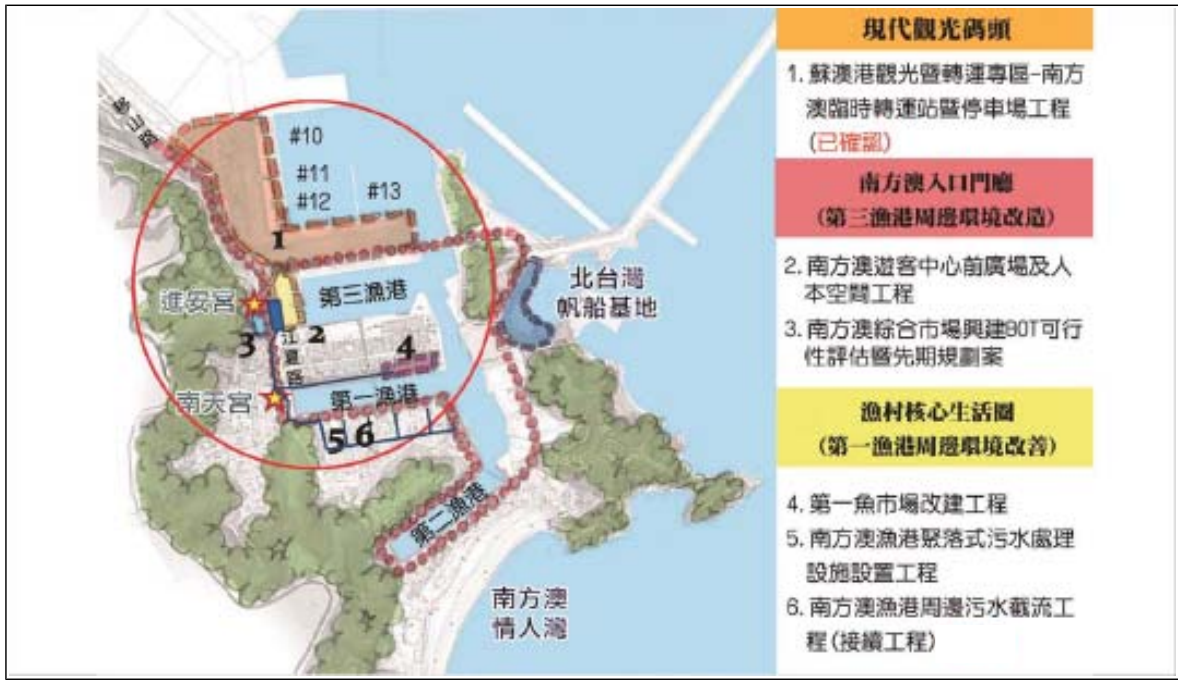 移山路
#10
#11
#12
#13
1
進安宮
3
第三漁港
2
江夏路
4
南天宮
第一漁港
5
6
第二漁港
北台灣
帆船基地
南方澳
情人灣
現代觀光碼頭
1. 蘇澳港觀光暨轉運專區-南方
澳臨時轉運站暨停車場工程
(已確認)
南方澳入口門廳
(第三漁港周邊環境改造)
2. 南方澳遊客中心前廣場及人
本空間工程
3. 南方澳綜合市場興建BOT可行
性評估暨先期規劃案
漁村核心生活圈
(第一漁港周邊環境改善)
4. 第一魚市場改建工程
5. 南方澳漁港聚落式污水處理
設施設置工程
6. 南方澳漁港周邊污水截流工
程(接續工程)